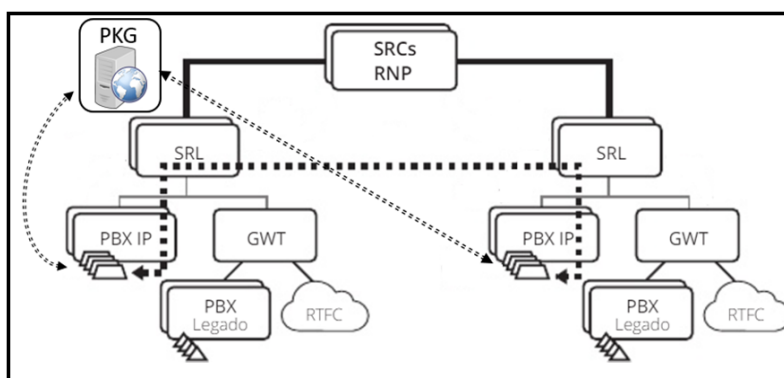 PKG
SRCs
RNP
SRL
SRL
PBX IP
GWT
PBX IP
GWT
PBX
Legado
RTFC
PBX
Legado
RTFC